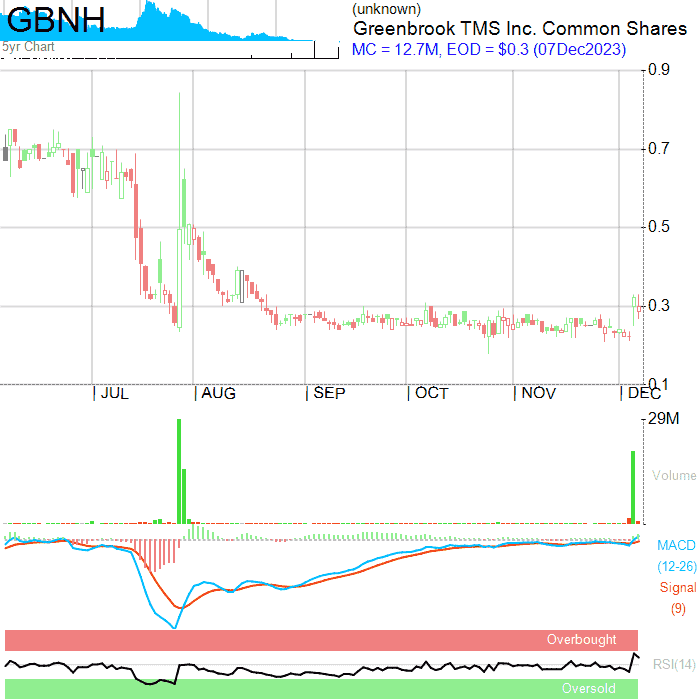 GBNH
5yr Chart
(unknown)
Greenbrook TMS Inc. Common Shares
MC = 12.7M, EOD = $0.3 (07Dec2023)
0.9
0.7
0.5
0.3
0.1
JUL AUG SEP OCT NOV DEC
29M
Volume
MACD
(12-26)
Signal
(9)
Overbought
RSI(14)
Oversold